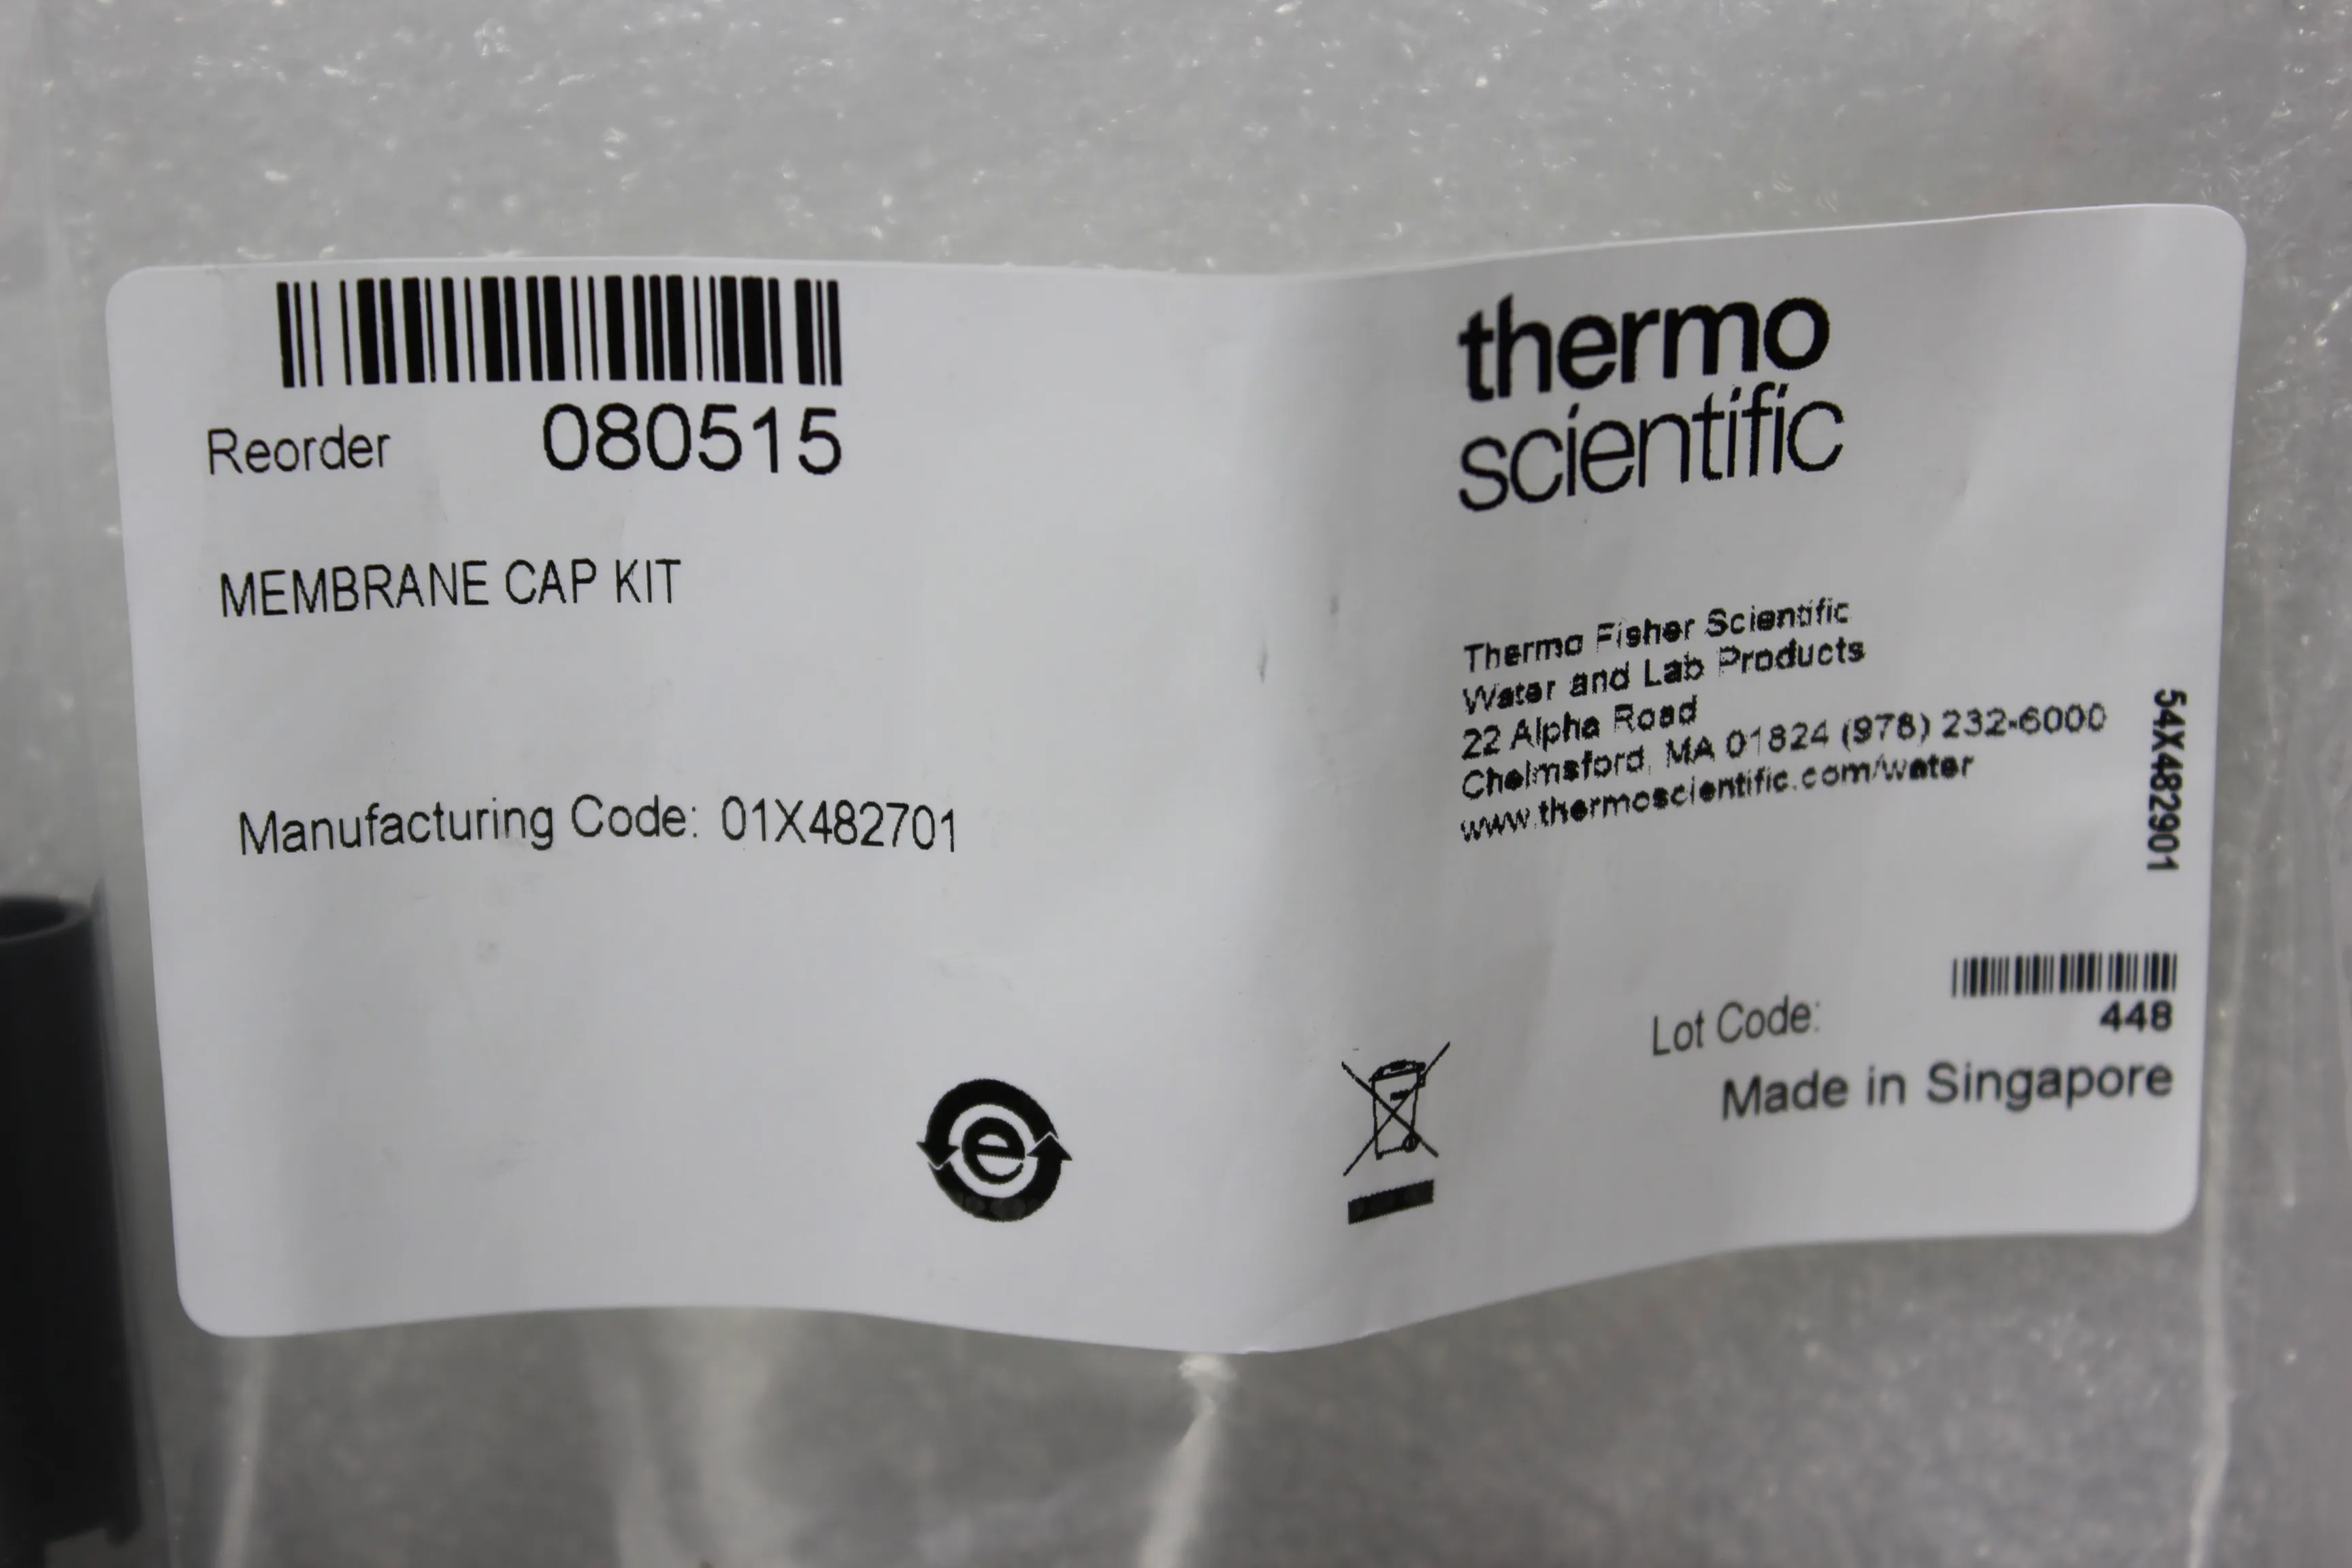 Reorder 080515
MEMBRANE CAP KIT
Manufacturing Code: 01X482701
e
thermo
scientific
Thermo Fisher Scientific
Water and Lab Products
22 Alpha Road
Chelmsford, MA 01824 (978) 232-6000
www.thermoscientific.com/water
54X482901
Lot Code: 448
Made in Singapore